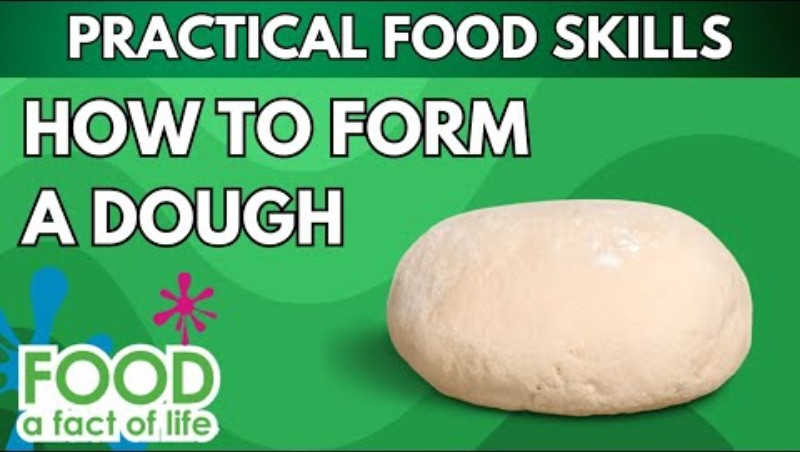 PRACTICAL FOOD SKILLS
HOW TO FORM
A DOUGH
FOOD
a fact of life